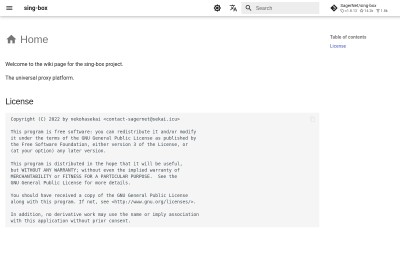 sing-box
Search
SagerNet/sing-box
Home
Table of contents
License
Welcome to the wiki page for the sing-box project.
The universal proxy platform.
License
Copyright (C) 2022 by nekohasekai <contact-sagernet@sekai.icu>
This program is free software: you can redistribute it and/or modify
it under the terms of the GNU General Public License as published by
the Free Software Foundation, either version 3 of the License, or
(at your option) any later version.
This program is distributed in the hope that it will be useful,
but WITHOUT ANY WARRANTY; without even the implied warranty of
MERCHANTABILITY or FITNESS FOR A PARTICULAR PURPOSE. See the
GNU General Public License for more details.
You should have received a copy of the GNU General Public License
along with this program. If not, see <http://www.gnu.org/licenses/>.
In addition, no derivative work may use the name or imply association
with this application without prior consent.